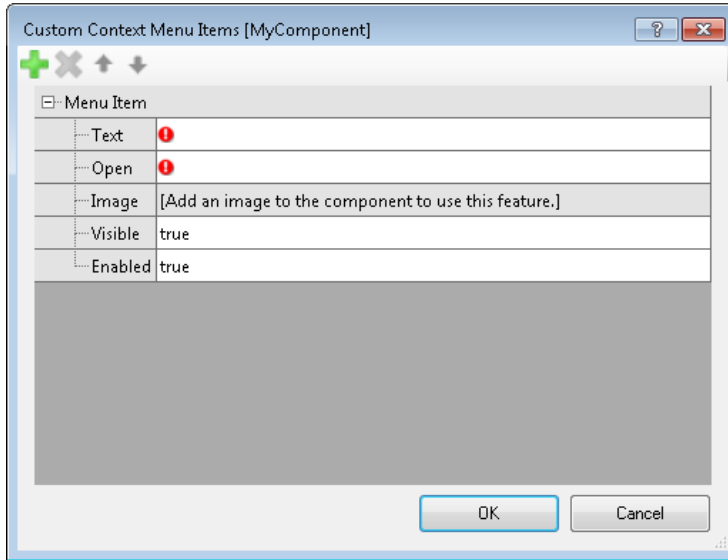 Custom Context Menu Items [MyComponent]
Menu Item
Text
Open
Image [Add an image to the component to use this feature.]
Visible true
Enabled true
OK Cancel